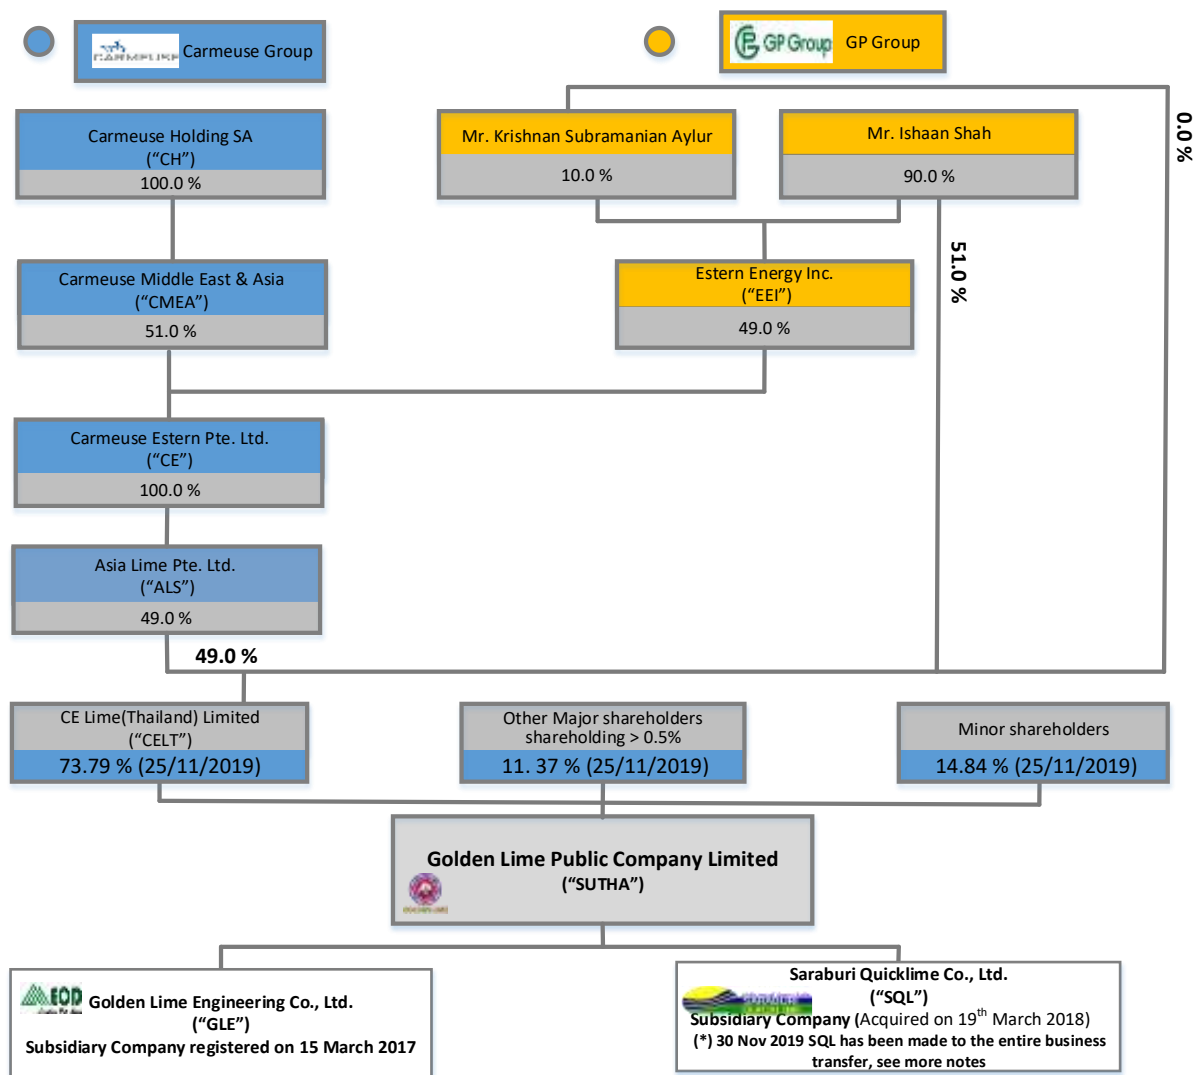 CARMEUSE
Carmeuse Group
GP Group
GP Group
Carmeuse Holding SA
(“CH”)
100.0 %
Mr. Krishnan Subramanian Aylur
10.0 %
Mr. Ishaan Shah
90.0 %
0.0 %
51.0 %
Carmeuse Middle East & Asia
(“CMEA”)
51.0 %
Estern Energy Inc.
(“EEI”)
49.0 %
Carmeuse Estern Pte. Ltd.
(“CE”)
100.0 %
Asia Lime Pte. Ltd.
(“ALS”)
49.0 %
49.0 %
CE Lime(Thailand) Limited
(“CELT”)
73.79 % (25/11/2019)
Other Major shareholders
shareholding > 0.5%
11. 37 % (25/11/2019)
Minor shareholders
14.84 % (25/11/2019)
Golden Lime Public Company Limited
(“SUTHA”)
EOD
Golden Lime Engineering Co., Ltd.
(“GLE”)
Subsidiary Company registered on 15 March 2017
Saraburi Quicklime Co., Ltd.
(“SQL”)
Subsidiary Company (Acquired on 19th March 2018)
(*) 30 Nov 2019 SQL has been made to the entire business
transfer, see more notes